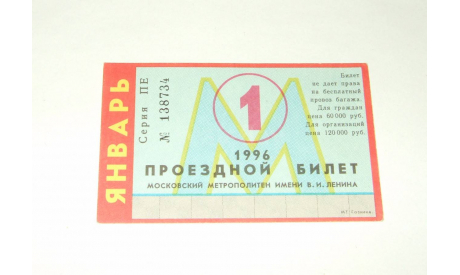 ЯНВАРЬ
Серия ПЕ
№ 138734
1
Билет
не дает права
на бесплатный
провоз багажа.
Для граждан
цена 60 000 руб.
Для организаций
цена 120 000 руб.
1996
ПРОЕЗДНОЙ БИЛЕТ
МОСКОВСКИЙ МЕТРОПОЛИТЕН ИМЕНИ В. И. ЛЕНИНА